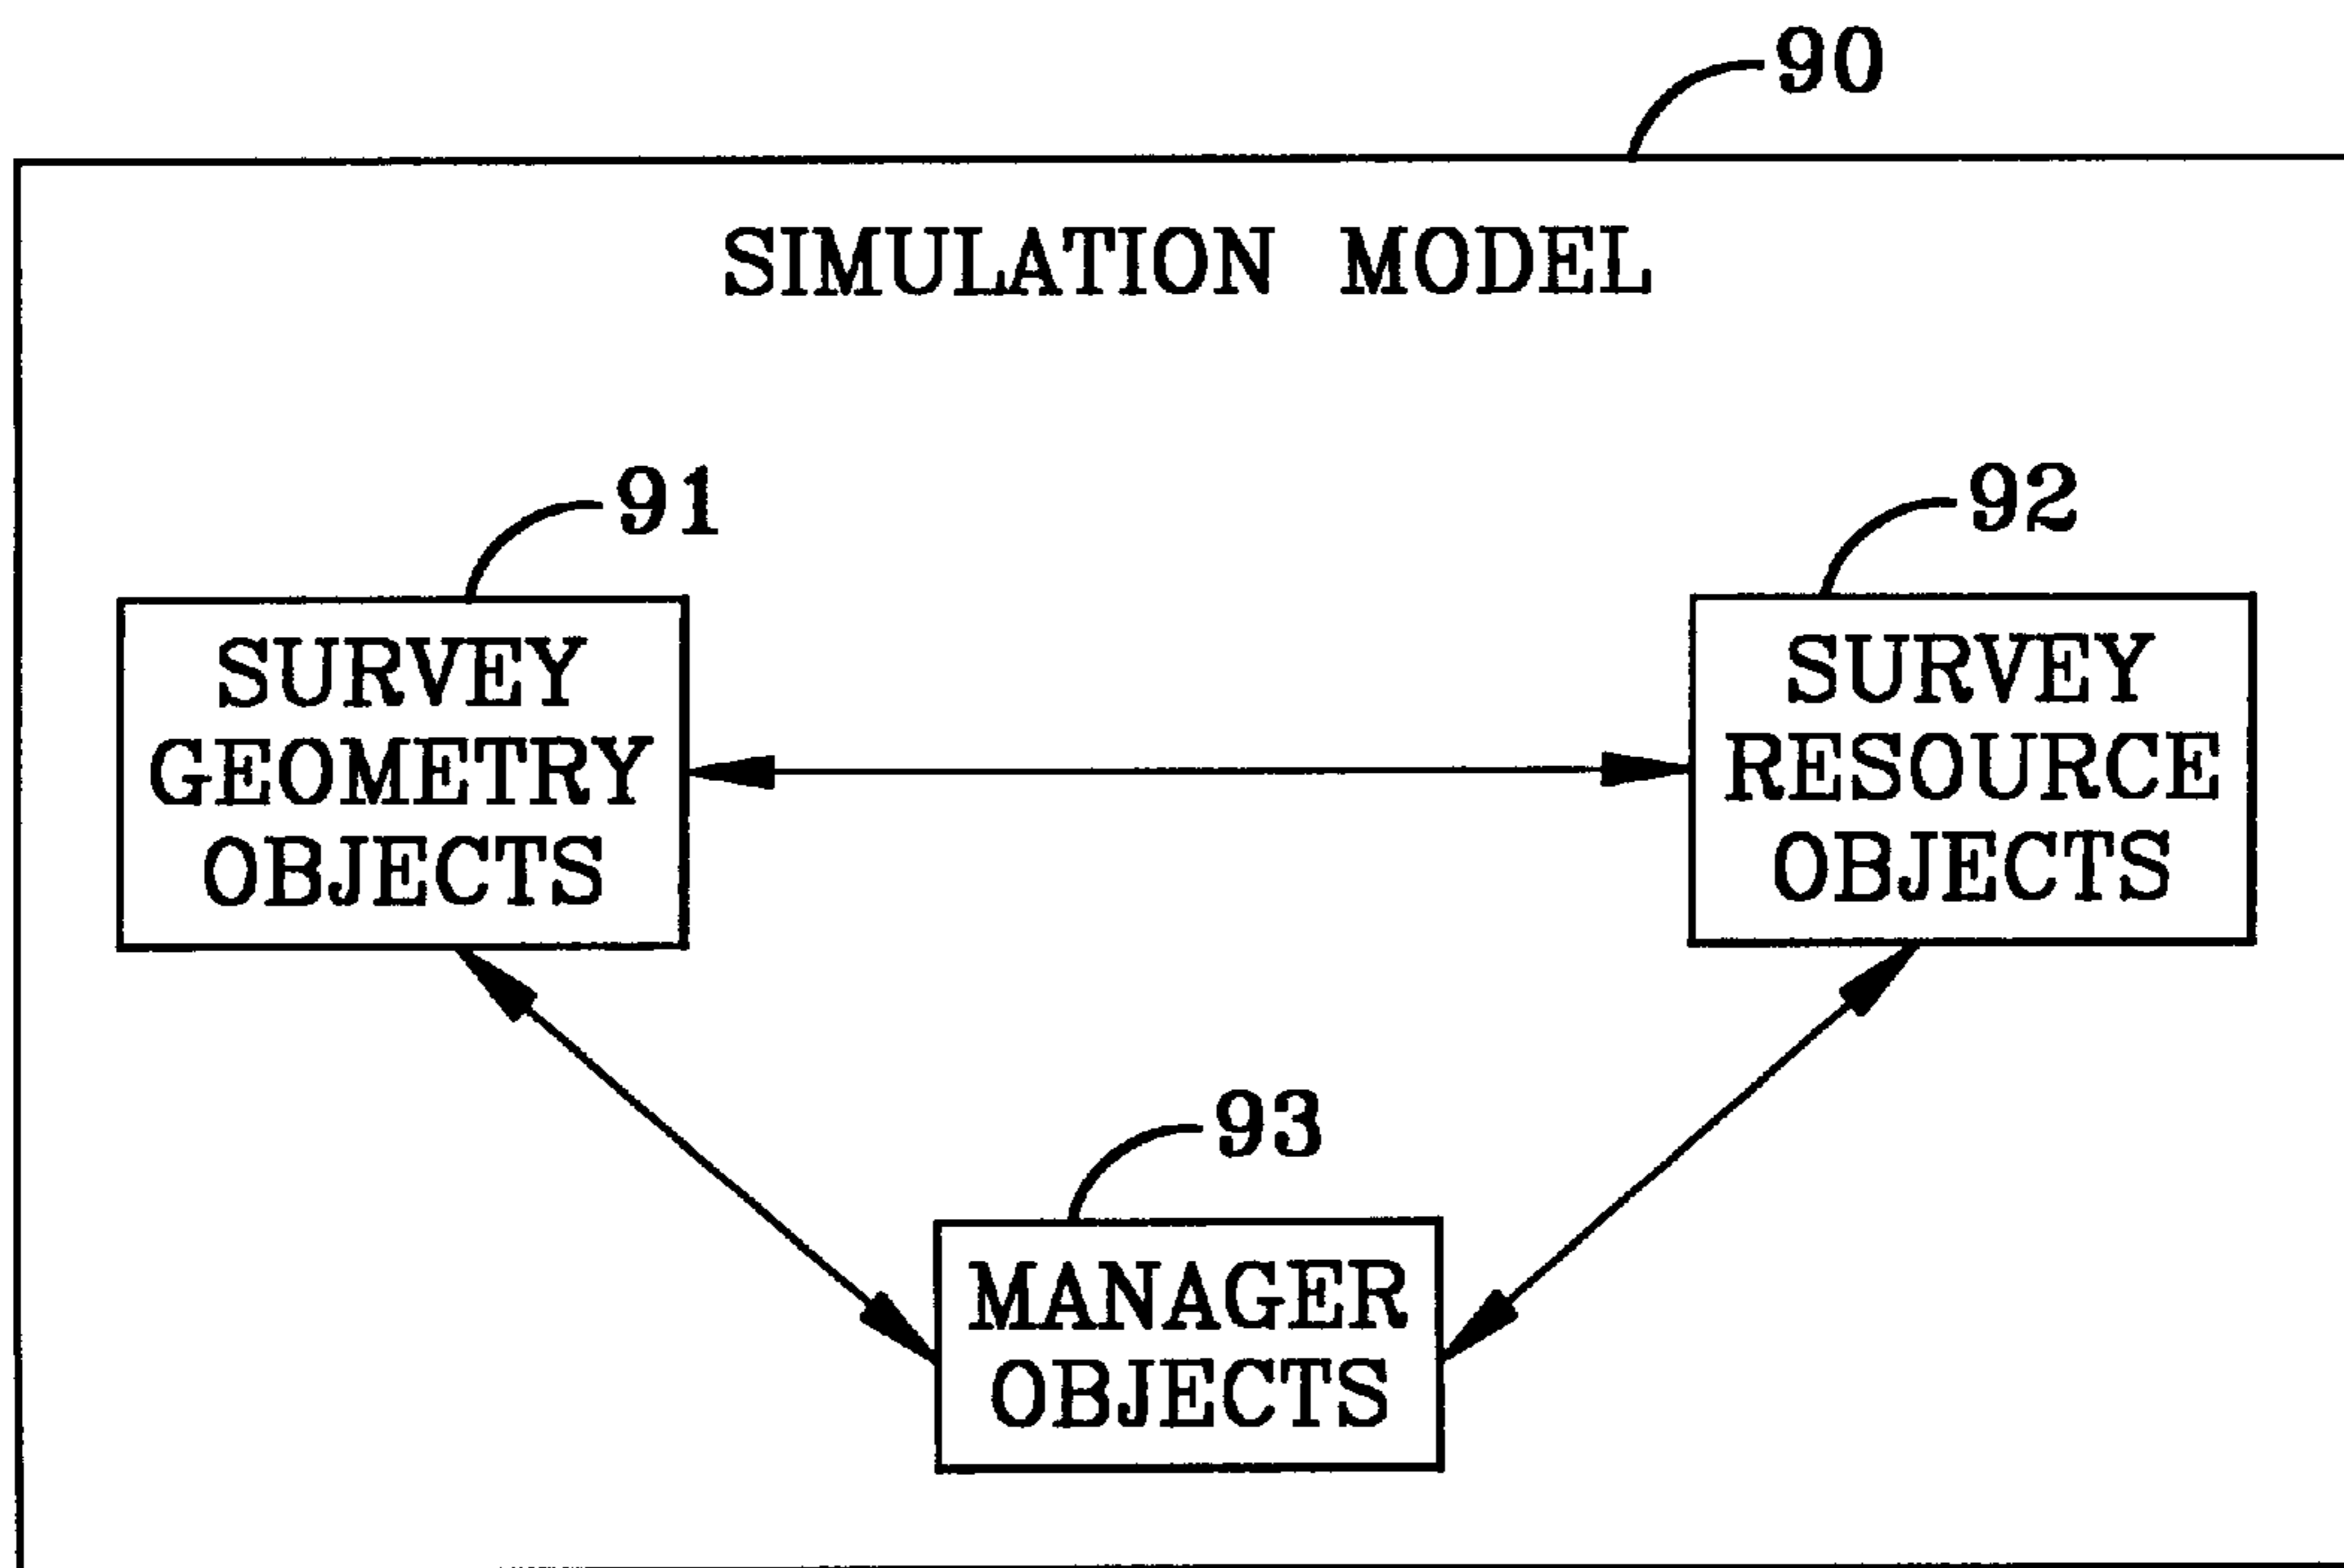 90
SIMULATION MODEL
91
92
SURVEY
GEOMETRY
OBJECTS
SURVEY
RESOURCE
OBJECTS
93
MANAGER
OBJECTS